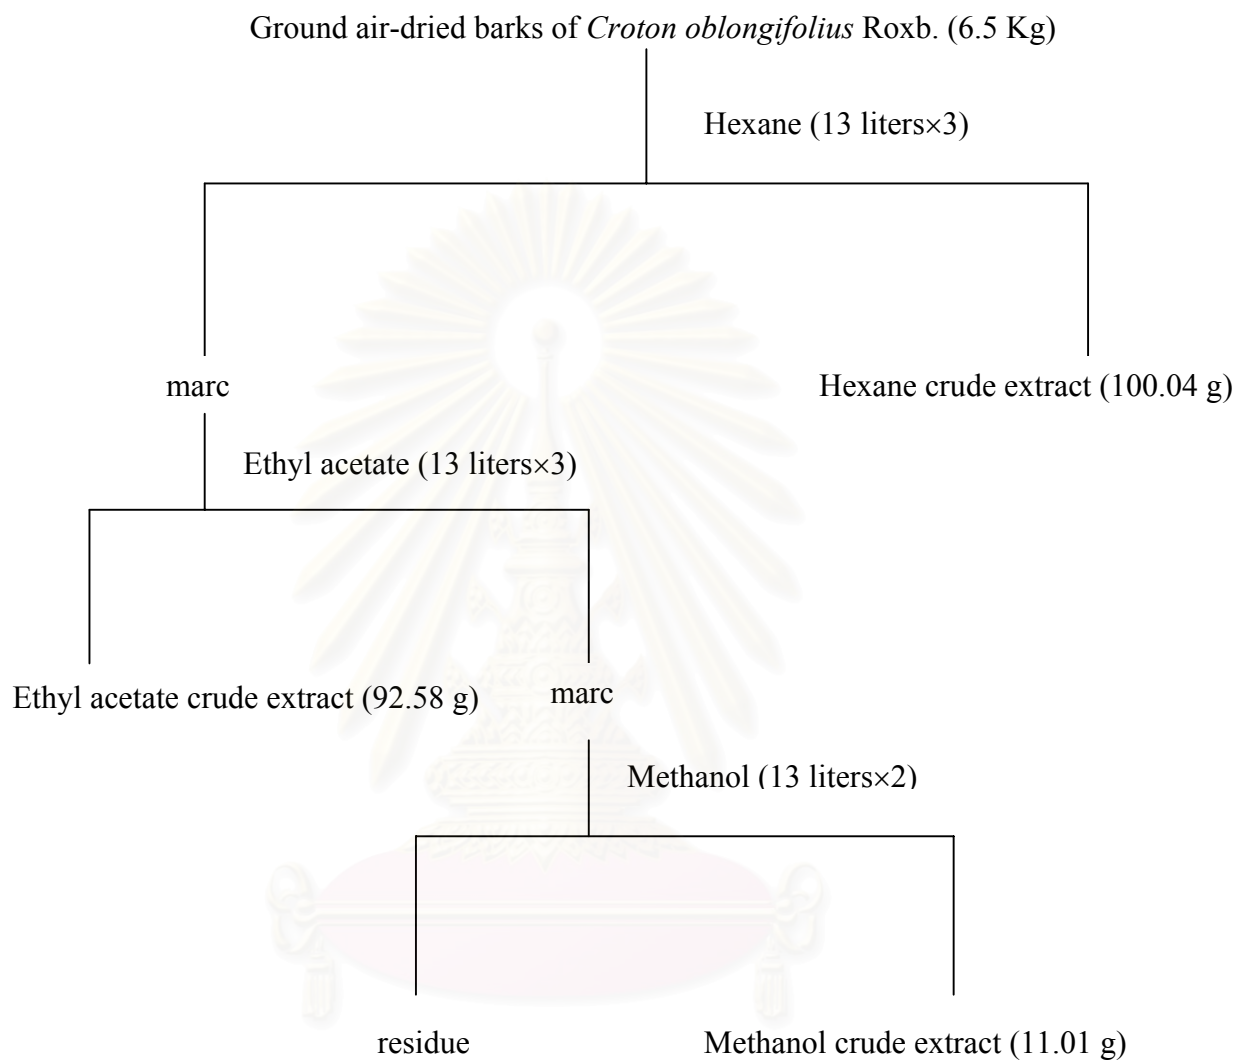 Ground air-dried barks of Croton oblongifolius Roxb. (6.5 Kg)
Hexane (13 liters×3)
marc
Hexane crude extract (100.04 g)
Ethyl acetate (13 liters×3)
Ethyl acetate crude extract (92.58 g)
marc
Methanol (13 liters×2)
residue
Methanol crude extract (11.01 g)